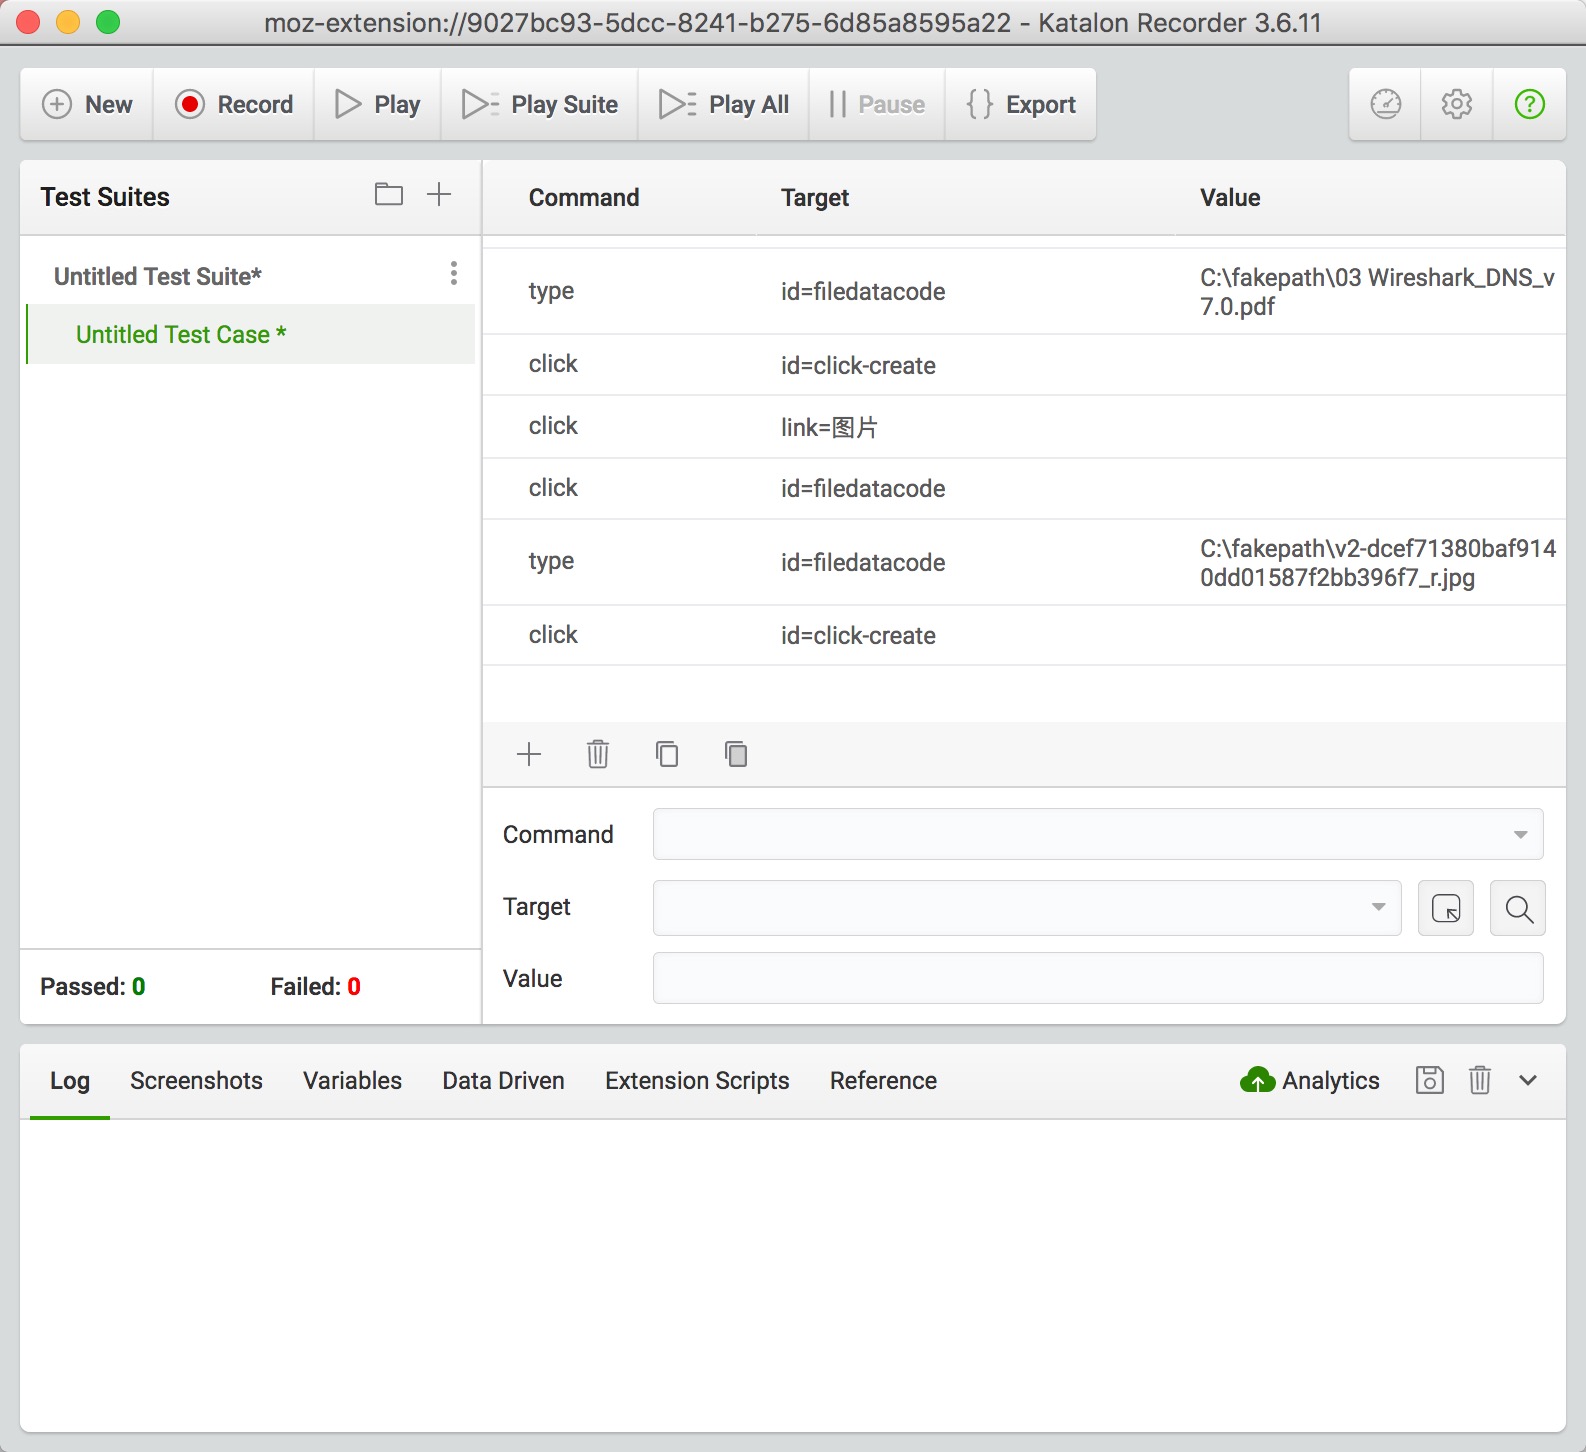 moz-extension://9027bc93-5dcc-8241-b275-6d85a8595a22 - Katalon Recorder 3.6.11
New Record Play Play Suite Play All Pause { } Export ?
Test Suites
Command Target Value
Untitled Test Suite*
Untitled Test Case *
type id=filedatacode C:\fakepath\03 Wireshark_DNS_v
7.0.pdf
click id=click-create
click link=图片
click id=filedatacode
type id=filedatacode C:\fakepath\v2-dcef71380baf914
0dd01587f2bb396f7_r.jpg
click id=click-create
Command
Target
Value
Passed: 0 Failed: 0
Log Screenshots Variables Data Driven Extension Scripts Reference Analytics